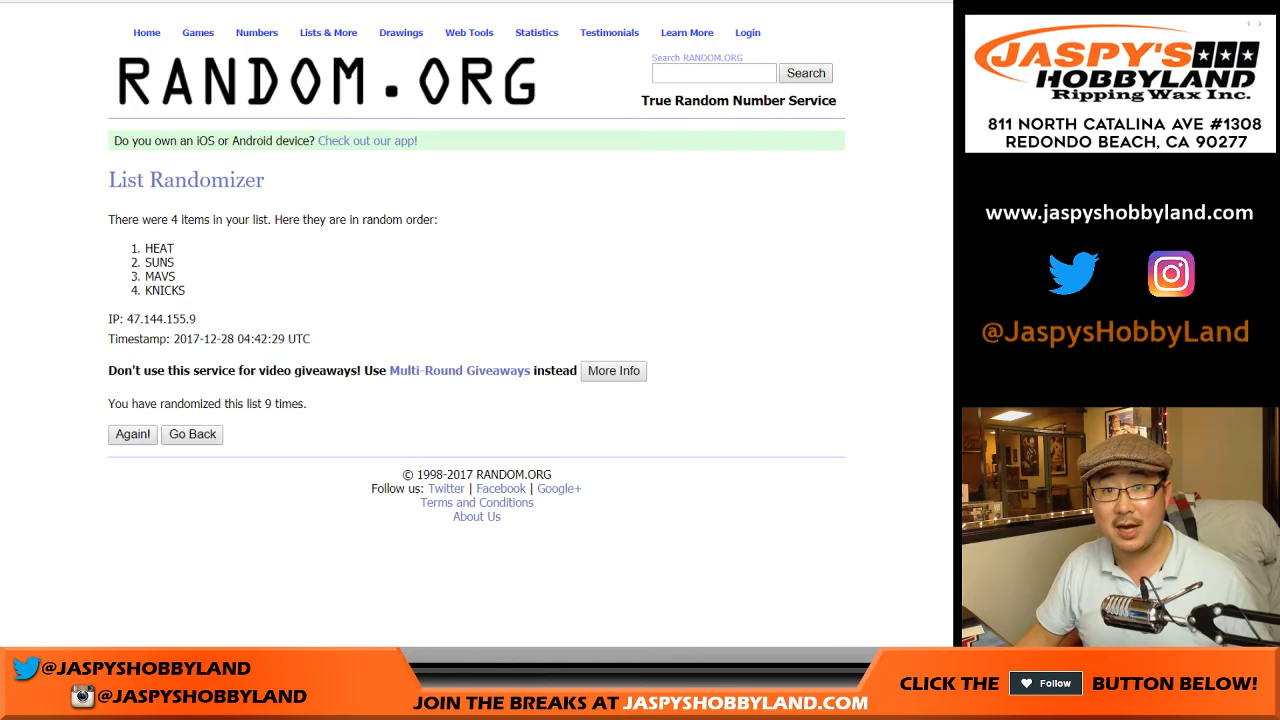 Home Games Numbers Lists & More Drawings Web Tools Statistics Testimonials Learn More Login
RANDOM.ORG
Search RANDOM.ORG
Search
True Random Number Service
Do you own an iOS or Android device? Check out our app!
List Randomizer
There were 4 items in your list. Here they are in random order:
1. HEAT
2. SUNS
3. MAVS
4. KNICKS
IP: 47.144.155.9
Timestamp: 2017-12-28 04:42:29 UTC
Don't use this service for video giveaways! Use Multi-Round Giveaways instead More Info
You have randomized this list 9 times.
Again! Go Back
© 1998-2017 RANDOM.ORG
Follow us: Twitter | Facebook | Google+
Terms and Conditions
About Us
JASPY'S
HOBBYLAND
Ripping Wax Inc.
811 NORTH CATALINA AVE #1308
REDONDO BEACH, CA 90277
www.jaspyshobbyland.com
@JaspysHobbyLand
@JASPYSHOBBYLAND
@JASPYSHOBBYLAND
JOIN THE BREAKS AT JASPYSHOBBYLAND.COM
CLICK THE Follow BUTTON BELOW!